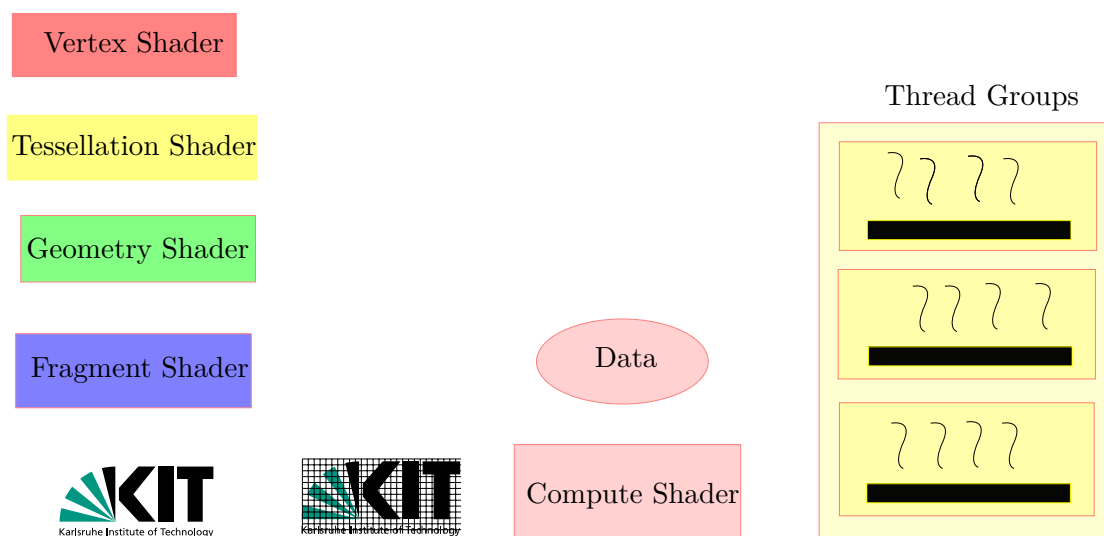 Vertex Shader
Tessellation Shader
Geometry Shader
Fragment Shader
KIT
Karlsruhe Institute of Technology
KIT
Karlsruhe Institute of Technology
Data
Compute Shader
Thread Groups